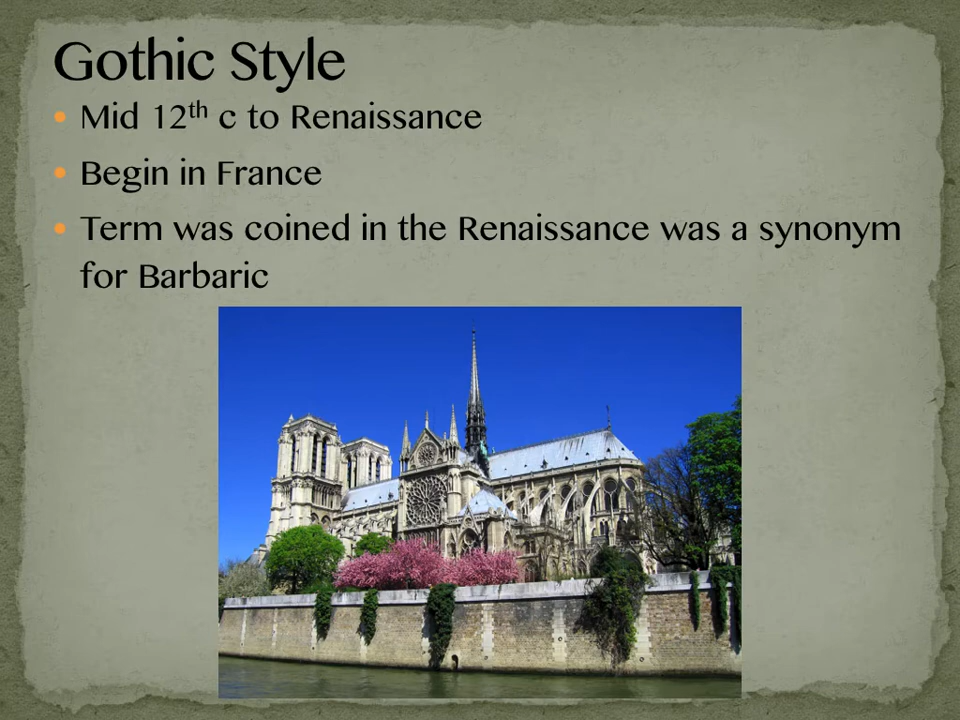 Gothic Style
• Mid 12th c to Renaissance
• Begin in France
• Term was coined in the Renaissance was a synonym
for Barbaric